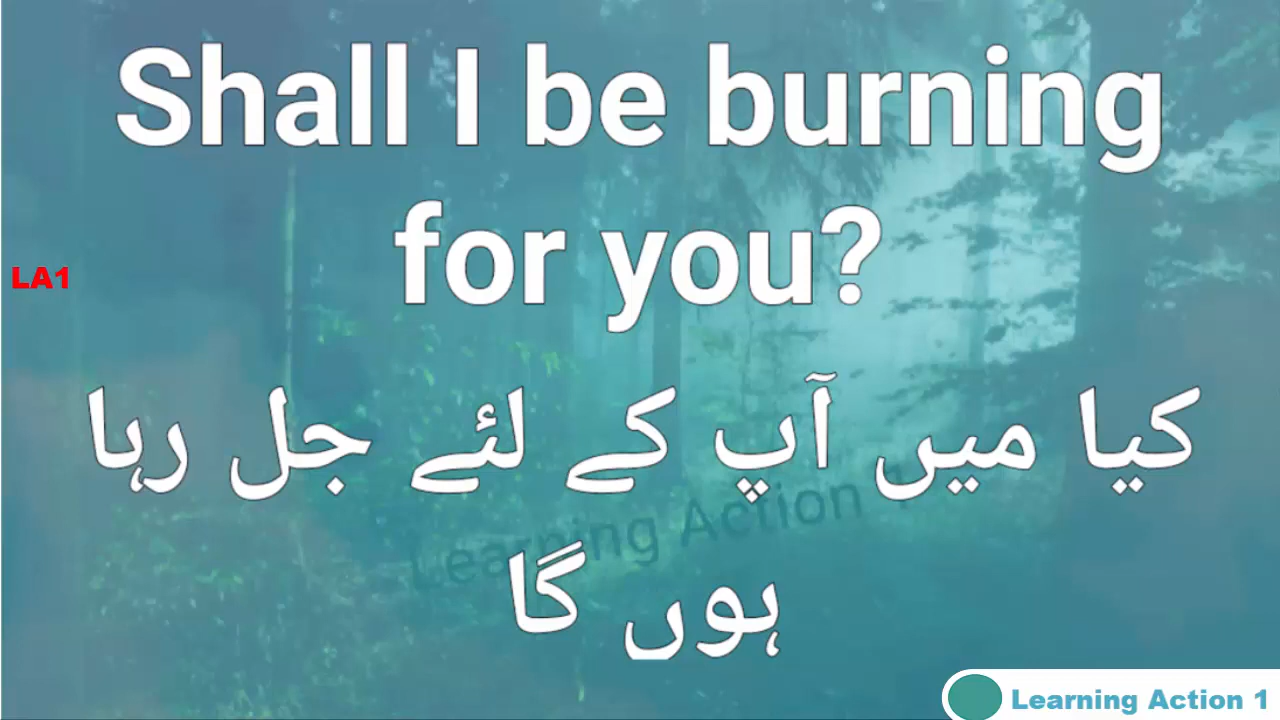 Shall I be burning
for you?
LA1
کیا میں آپ کے لئے جل رہا
ہوں گا
Learning Action 1
Learning Action 1